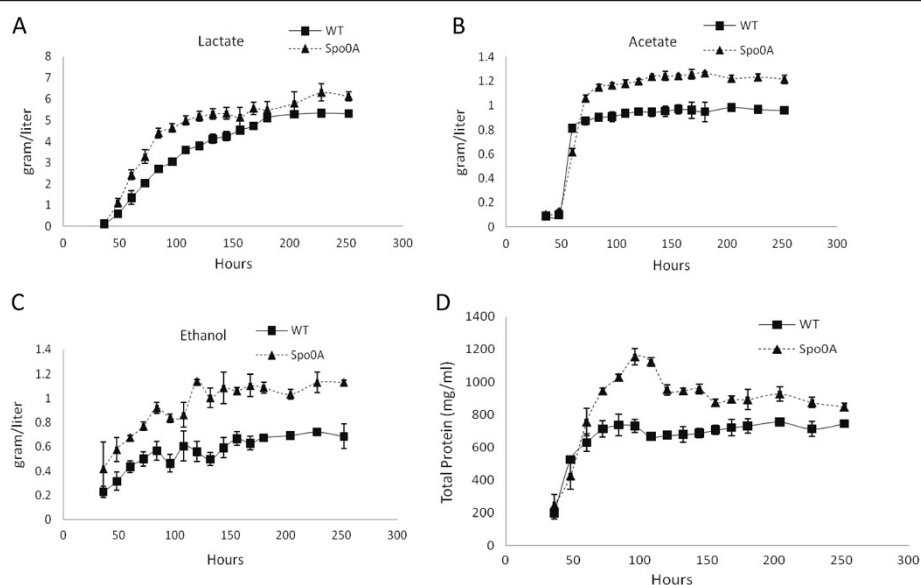 A
Lactate
WT
Spo0A
gram/liter
7
6
5
4
3
2
1
0
0 50 100 150 200 250 300
Hours
B
Acetate
WT
Spo0A
gram/liter
1.4
1.2
1
0.8
0.6
0.4
0.2
0
0 50 100 150 200 250 300
Hours
C
Ethanol
WT
Spo0A
gram/liter
1.4
1.2
1
0.8
0.6
0.4
0.2
0
0 50 100 150 200 250 300
Hours
D
WT
Spo0A
Total Protein (mg/ml)
1400
1200
1000
800
600
400
200
0
0 50 100 150 200 250 300
Hours